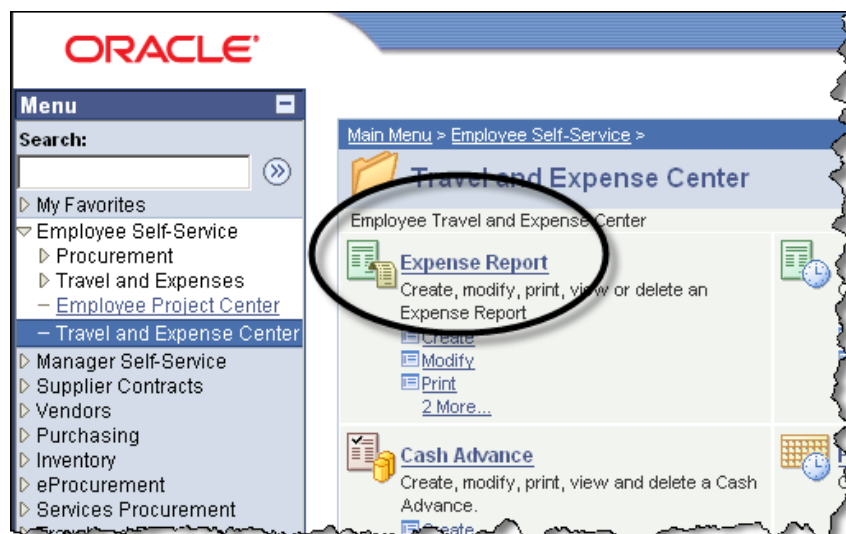 ORACLE
Menu
Search:
My Favorites
Employee Self-Service
Procurement
Travel and Expenses
Employee Project Center
Travel and Expense Center
Manager Self-Service
Supplier Contracts
Vendors
Purchasing
Inventory
eProcurement
Services Procurement
Main Menu > Employee Self-Service >
Travel and Expense Center
Employee Travel and Expense Center
Expense Report
Create, modify, print, view or delete an
Expense Report
Create
Modify
Print
2 More...
Cash Advance
Create, modify, print, view and delete a Cash
Advance.
Create